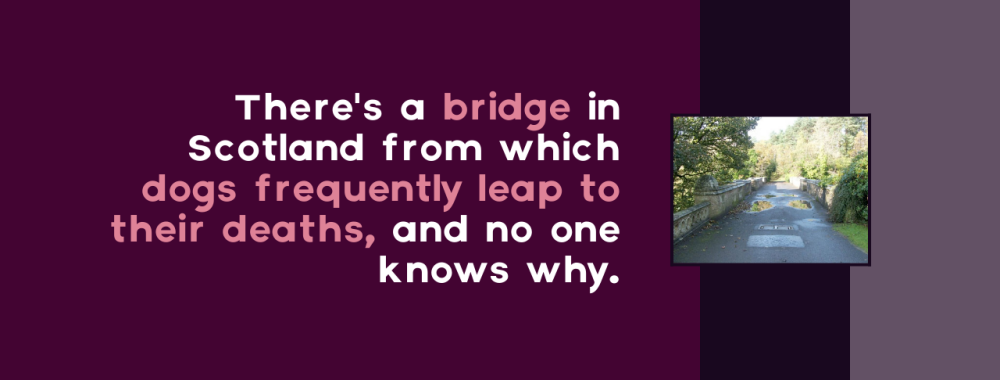 There's a bridge in
Scotland from which
dogs frequently leap to
their deaths, and no one
knows why.